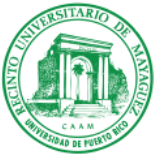 RECINTO UNIVERSITARIO DE MAYAGÜEZ
CAAM
UNIVERSIDAD DE PUERTO RICO